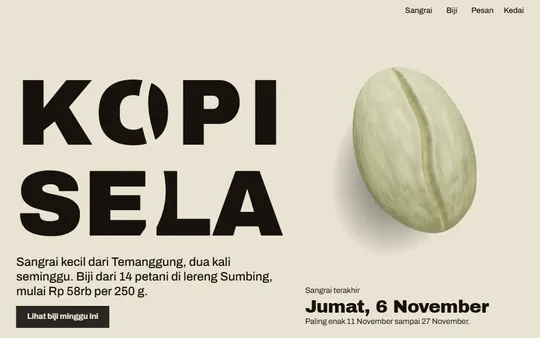 Sangrai Biji Pesan Kedai
KOPI
SELA
Sangrai kecil dari Temanggung, dua kali
seminggu. Biji dari 14 petani di lereng Sumbing,
mulai Rp 58rb per 250 g.
Lihat biji minggu ini
Sangrai terakhir
Jumat, 6 November
Paling enak 11 November sampai 27 November.